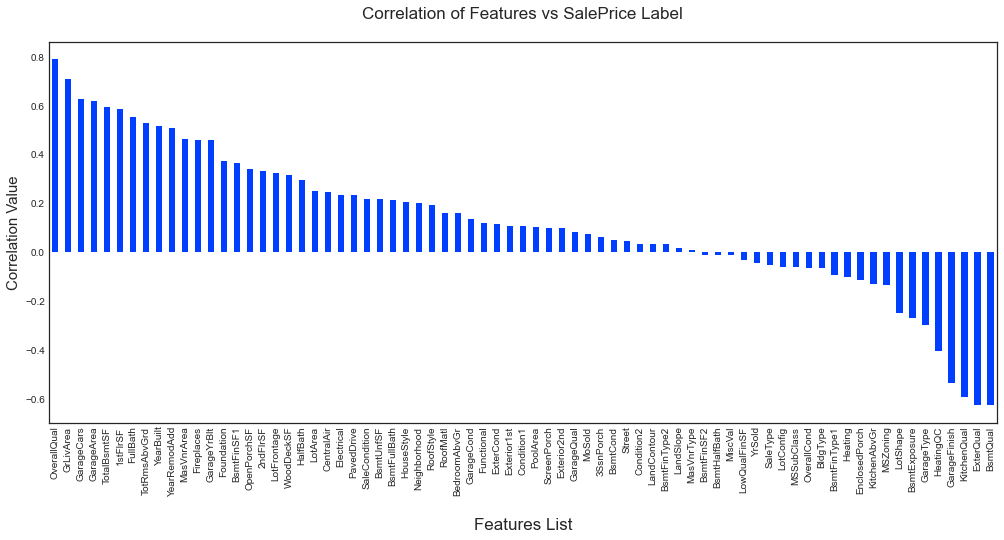 Correlation of Features vs SalePrice Label
Correlation Value
0.8
0.6
0.4
0.2
0.0
−0.2
−0.4
−0.6
OverallQual
GrLivArea
GarageCars
GarageArea
TotalBsmtSF
1stFlrSF
FullBath
TotRmsAbvGrd
YearBuilt
YearRemodAdd
MasVnrArea
Fireplaces
GarageYrBlt
Foundation
BsmtFinSF1
OpenPorchSF
2ndFlrSF
LotFrontage
WoodDeckSF
HalfBath
LotArea
CentralAir
Electrical
PavedDrive
SaleCondition
BsmtUnfSF
BsmtFullBath
HouseStyle
Neighborhood
RoofStyle
RoofMatl
BedroomAbvGr
GarageCond
Functional
ExterCond
Exterior1st
Condition1
PoolArea
ScreenPorch
Exterior2nd
GarageQual
MoSold
3SsnPorch
BsmtCond
Street
Condition2
LandContour
BsmtFinType2
LandSlope
MasVnrType
BsmtFinSF2
BsmtHalfBath
MiscVal
LowQualFinSF
YrSold
SaleType
LotConfig
MSSubClass
OverallCond
BldgType
BsmtFinType1
Heating
EnclosedPorch
KitchenAbvGr
MSZoning
LotShape
BsmtExposure
GarageType
HeatingQC
GarageFinish
KitchenQual
ExterQual
BsmtQual
Features List